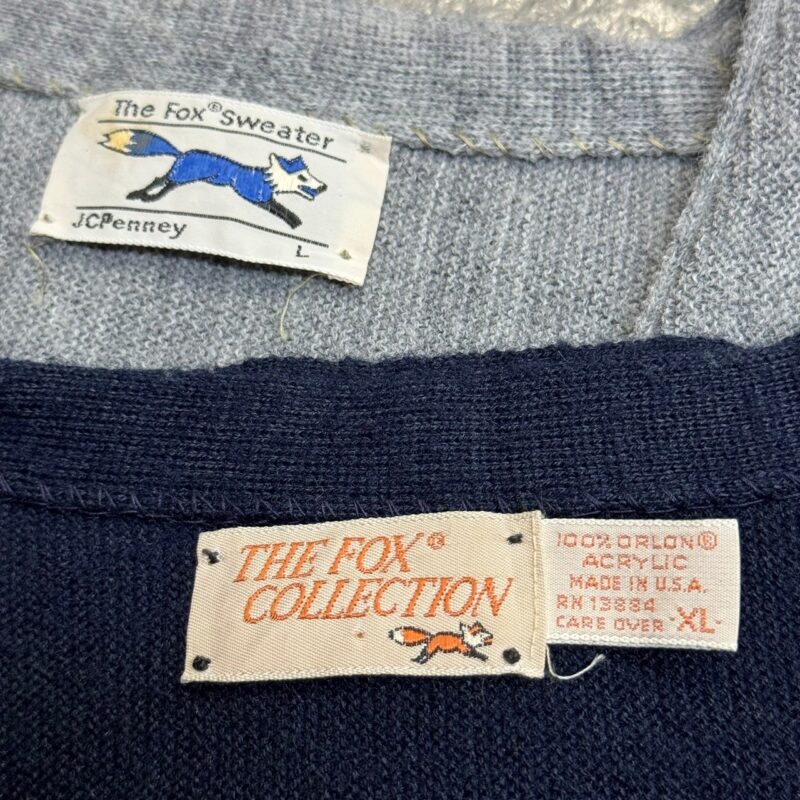 The Fox® Sweater
JCPenney
L
THE FOX®
COLLECTION
100% ORLON®
ACRYLIC
MADE IN U.S.A.
RN 13884
CARE OVER -XL-